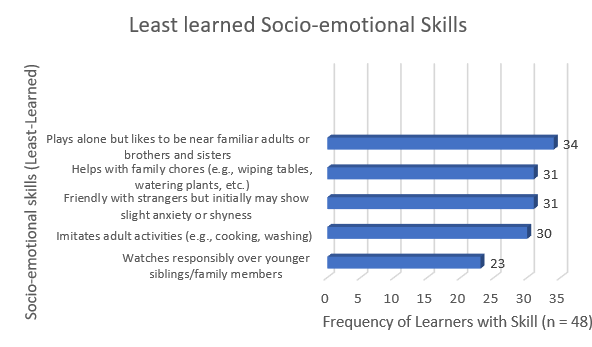 Least learned Socio-emotional Skills
Socio-emotional skills (Least-Learned)
Plays alone but likes to be near familiar adults or
brothers and sisters
34
Helps with family chores (e.g., wiping tables,
watering plants, etc.)
31
Friendly with strangers but initially may show
slight anxiety or shyness
31
Imitates adult activities (e.g., cooking, washing)
30
Watches responsibly over younger
siblings/family members
23
0 5 10 15 20 25 30 35
Frequency of Learners with Skill (n = 48)